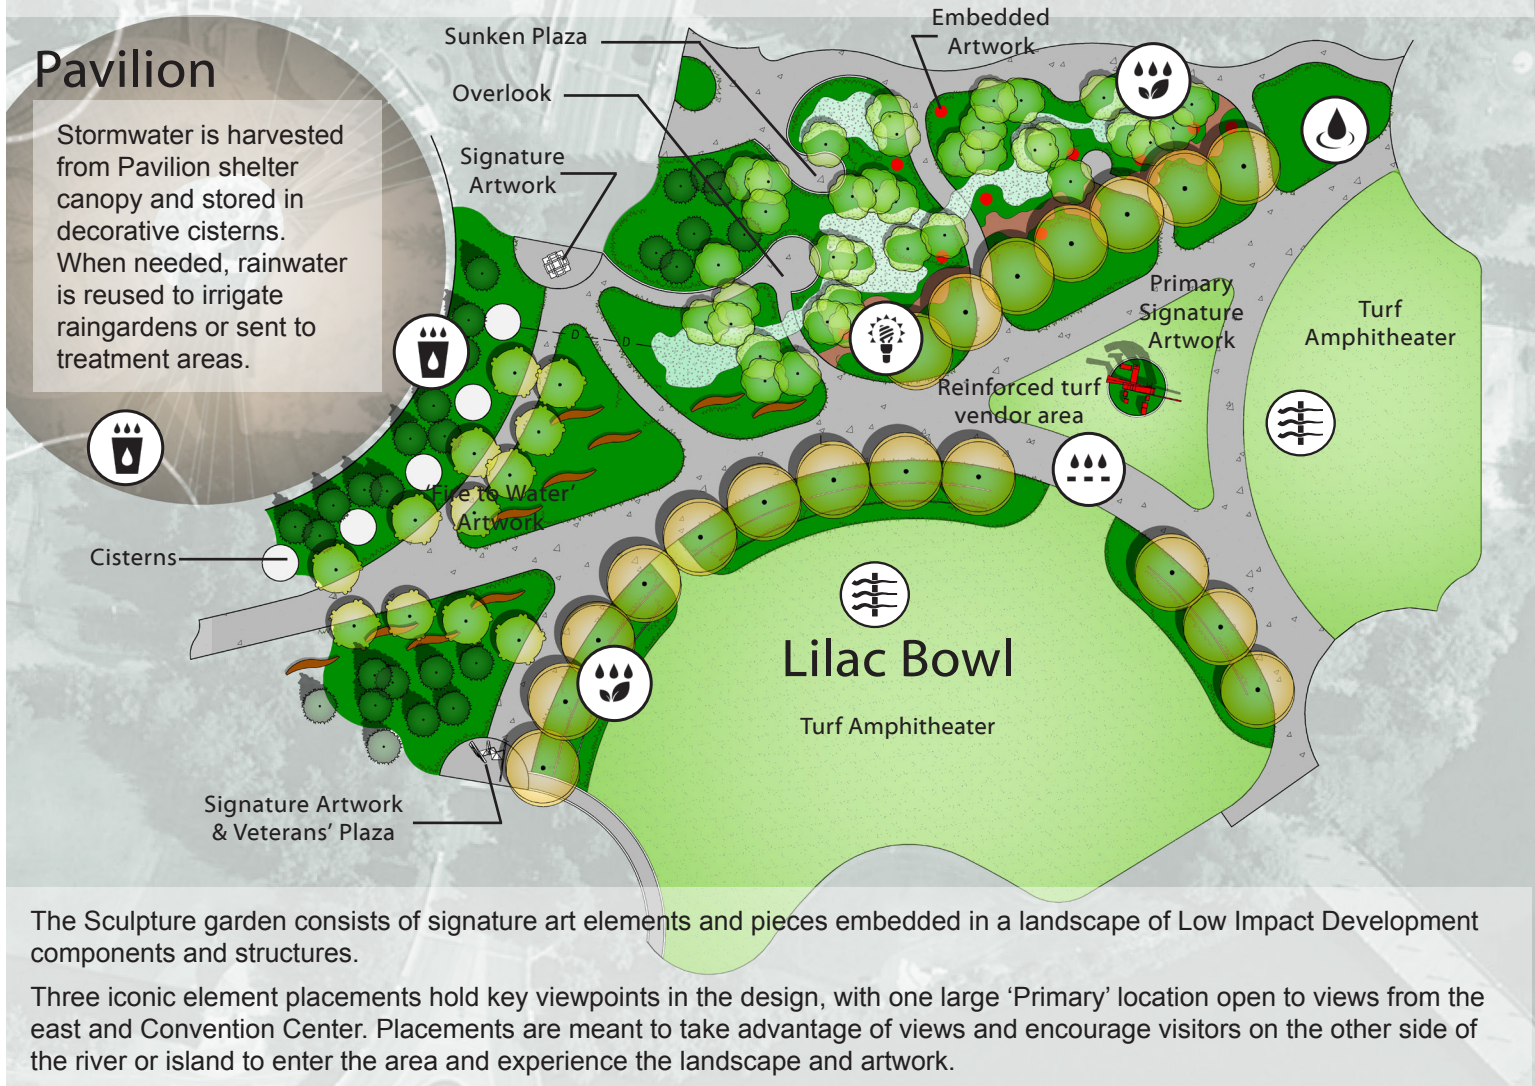 Pavilion
Stormwater is harvested
from Pavilion shelter
canopy and stored in
decorative cisterns.
When needed, rainwater
is reused to irrigate
raingardens or sent to
treatment areas.
Sunken Plaza
Overlook
Signature
Artwork
Embedded
Artwork
Primary
Signature
Artwork
Turf
Amphitheater
Reinforced turf
vendor area
D
D
'Fire to Water'
Artwork
Cisterns
Lilac Bowl
Turf Amphitheater
Signature Artwork
& Veterans’ Plaza
The Sculpture garden consists of signature art elements and pieces embedded in a landscape of Low Impact Development
components and structures.
Three iconic element placements hold key viewpoints in the design, with one large ‘Primary’ location open to views from the
east and Convention Center. Placements are meant to take advantage of views and encourage visitors on the other side of
the river or island to enter the area and experience the landscape and artwork.